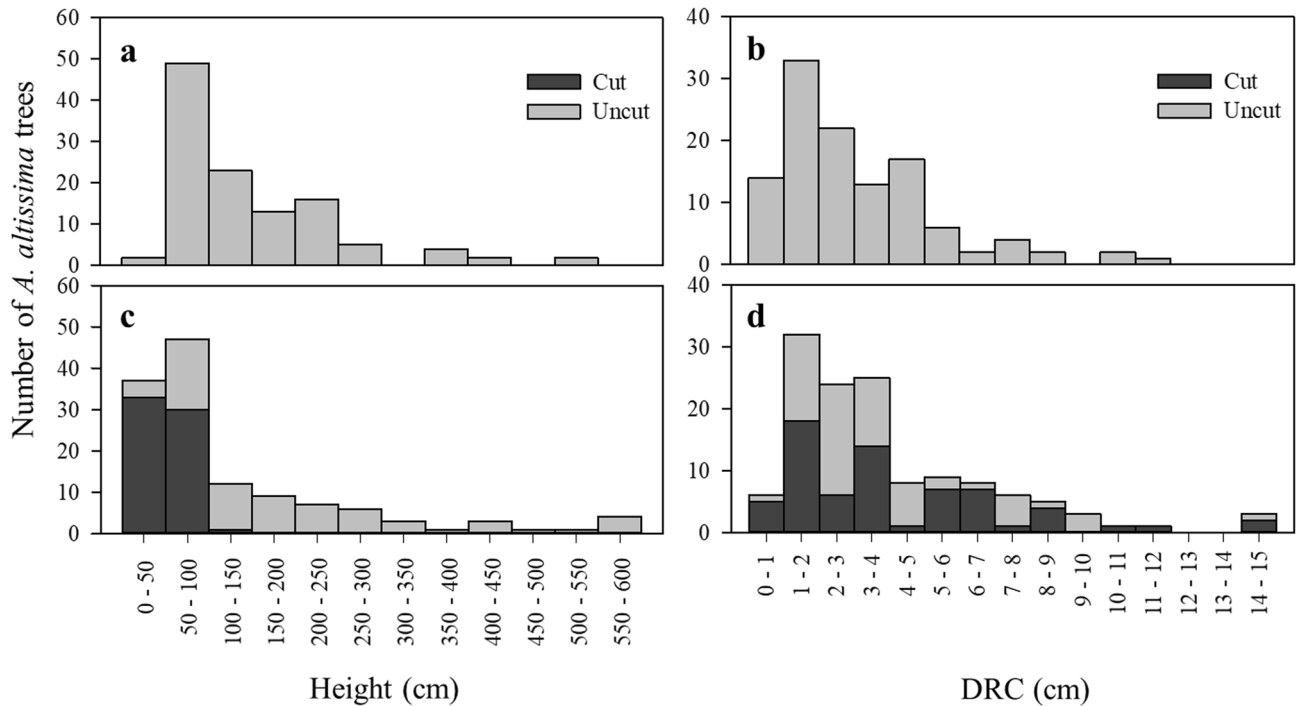 Number of A. altissima trees
a
60
50
40
30
20
10
0
Cut
Uncut
b
40
30
20
10
0
Cut
Uncut
c
60
50
40
30
20
10
0
0 - 50
50 - 100
100 - 150
150 - 200
200 - 250
250 - 300
300 - 350
350 - 400
400 - 450
450 - 500
500 - 550
550 - 600
Height (cm)
d
40
30
20
10
0
0 - 1
1 - 2
2 - 3
3 - 4
4 - 5
5 - 6
6 - 7
7 - 8
8 - 9
9 - 10
10 - 11
11 - 12
12 - 13
13 - 14
14 - 15
DRC (cm)